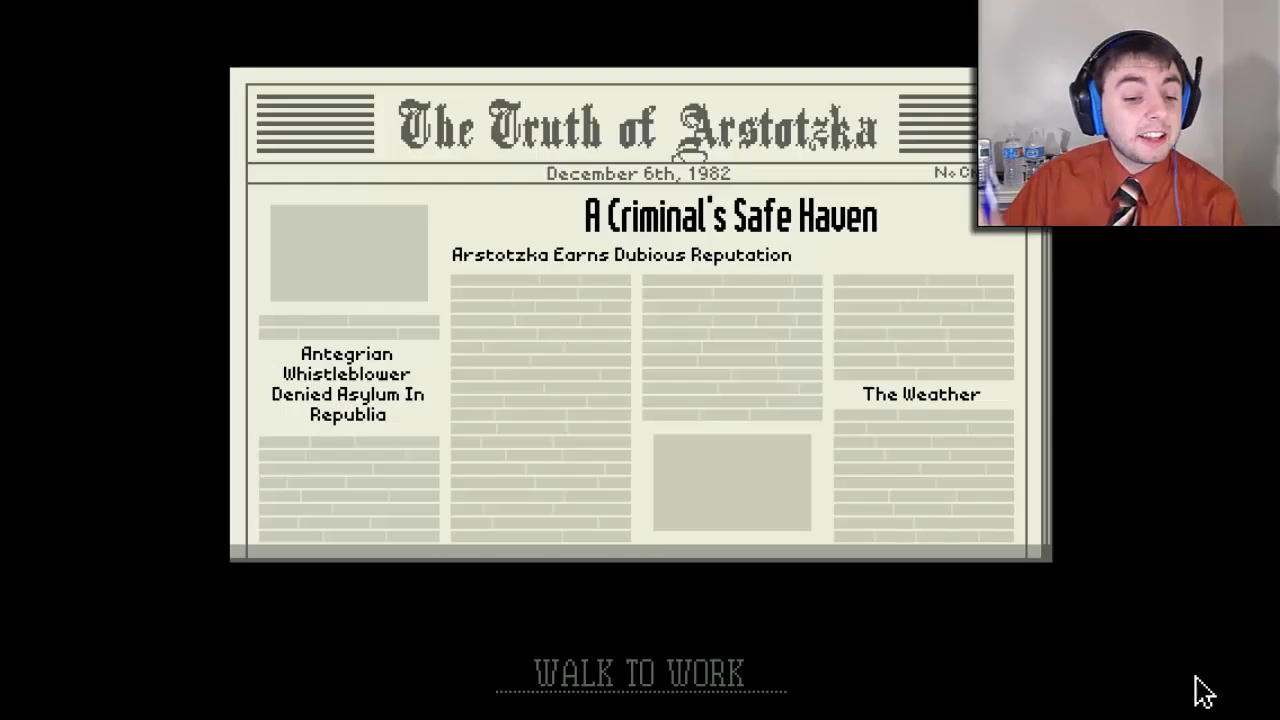 The Truth of Arstotzka
December 6th, 1982
No
A Criminal's Safe Haven
Arstotzka Earns Dubious Reputation
Antegrian
Whistleblower
Denied Asylum In
Republia
The Weather
WALK TO WORK